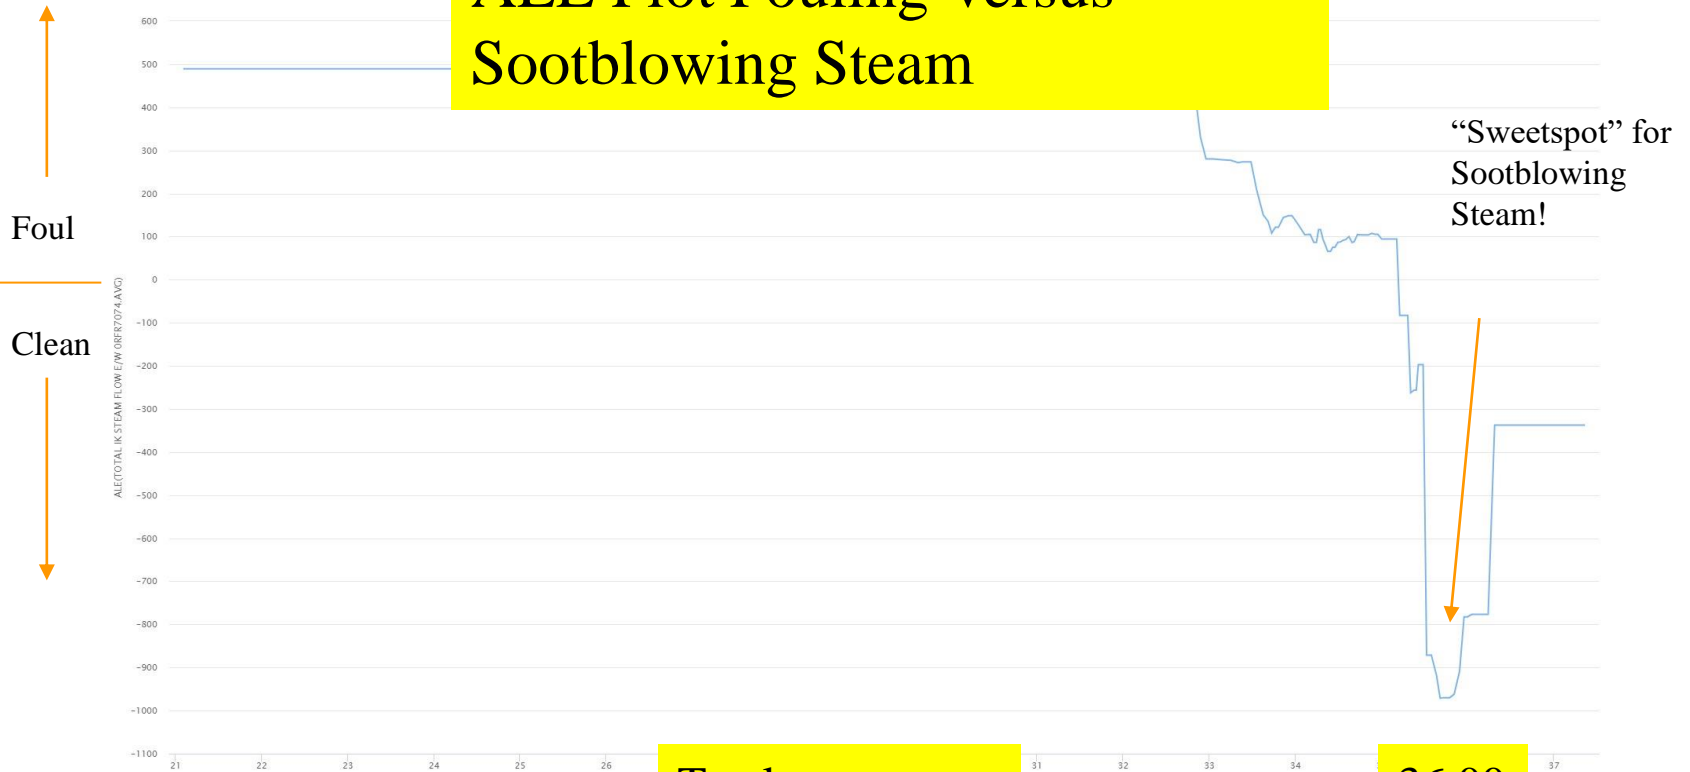 Sootblowing Steam
600
500
400
300
200
100
0
-100
-200
-300
-400
-500
-600
-700
-800
-900
-1000
-1100
ALE(TOTAL IK STEAM FLOW E/W 0RFR7074.AVG)
Foul
Clean
“Sweetspot” for
Sootblowing
Steam!
21 22 23 24 25 26 31 32 33 34 37